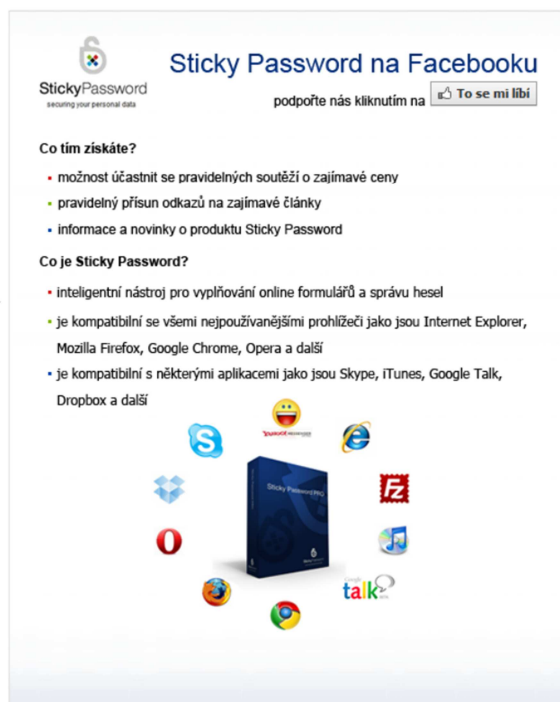 StickyPassword
securing your personal data
Sticky Password na Facebooku
podpořte nás kliknutím na
To se mi líbí
Co tím získáte?
možnost účastnit se pravidelných soutěží o zajímavé ceny
pravidelný přísun odkazů na zajímavé články
informace a novinky o produktu Sticky Password
Co je Sticky Password?
inteligentní nástroj pro vyplňování online formulářů a správu hesel
je kompatibilní se všemi nejpoužívanějšími prohlížeči jako jsou Internet Explorer,
Mozilla Firefox, Google Chrome, Opera a další
je kompatibilní s některými aplikacemi jako jsou Skype, iTunes, Google Talk,
Dropbox a další
YAHOO!
S
Fz
Sticky Password PRO
Google
talk